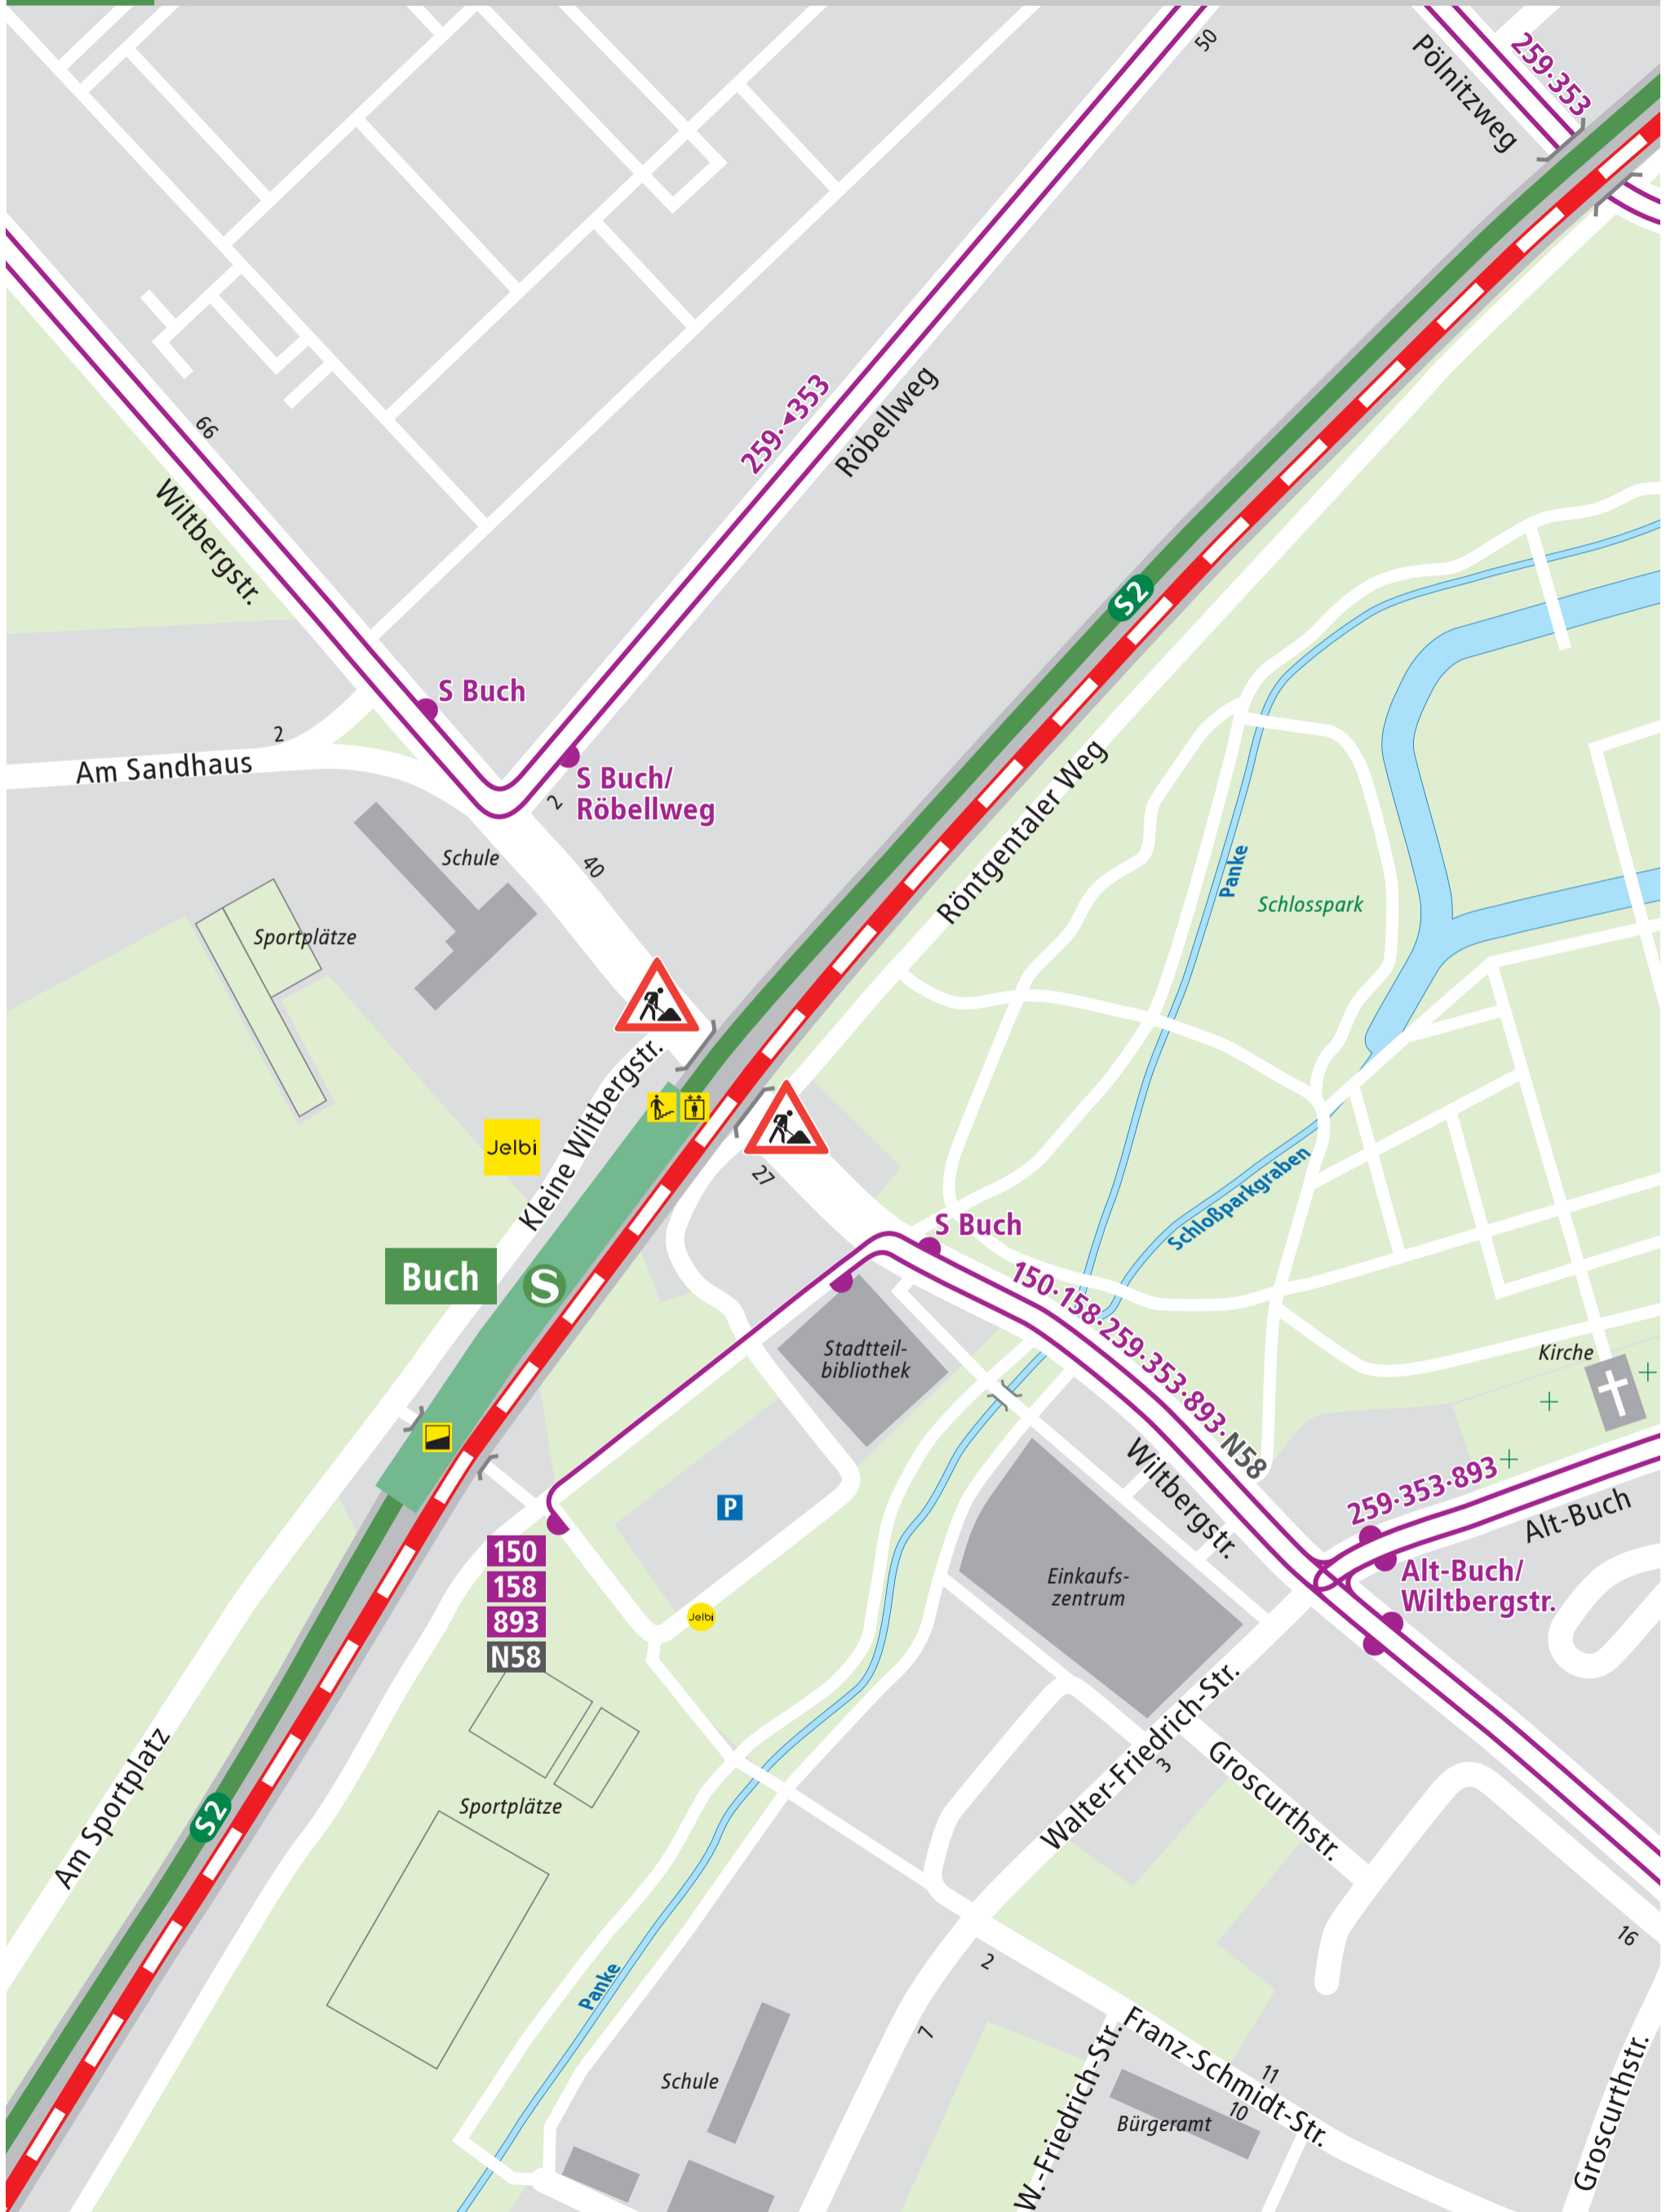 50
Pölnitzweg
259·353
66
Wiltbergstr.
259·◄353
Röbellweg
S2
S Buch
2
Am Sandhaus
S Buch/
Röbellweg
2
Schule
40
Sportplätze
Röntgentaler Weg
Panke
Schlosspark
Kleine Wiltbergstr.
Jelbi
27
Schloßparkgraben
S Buch
Buch
S
150·158·259·353·893·N58
Stadtteil-
bibliothek
Kirche
Wiltbergstr.
259·353·893
Alt-Buch
P
150
158
893
N58
Jelbi
Einkaufs-
zentrum
Alt-Buch/
Wiltbergstr.
Walter-Friedrich-Str.
3
Groscurthstr.
Am Sportplatz
S2
Sportplätze
16
Panke
2
7
Franz-Schmidt-Str.
W.-Friedrich-Str.
11
10
Schule
Bürgeramt
Groscurthstr.